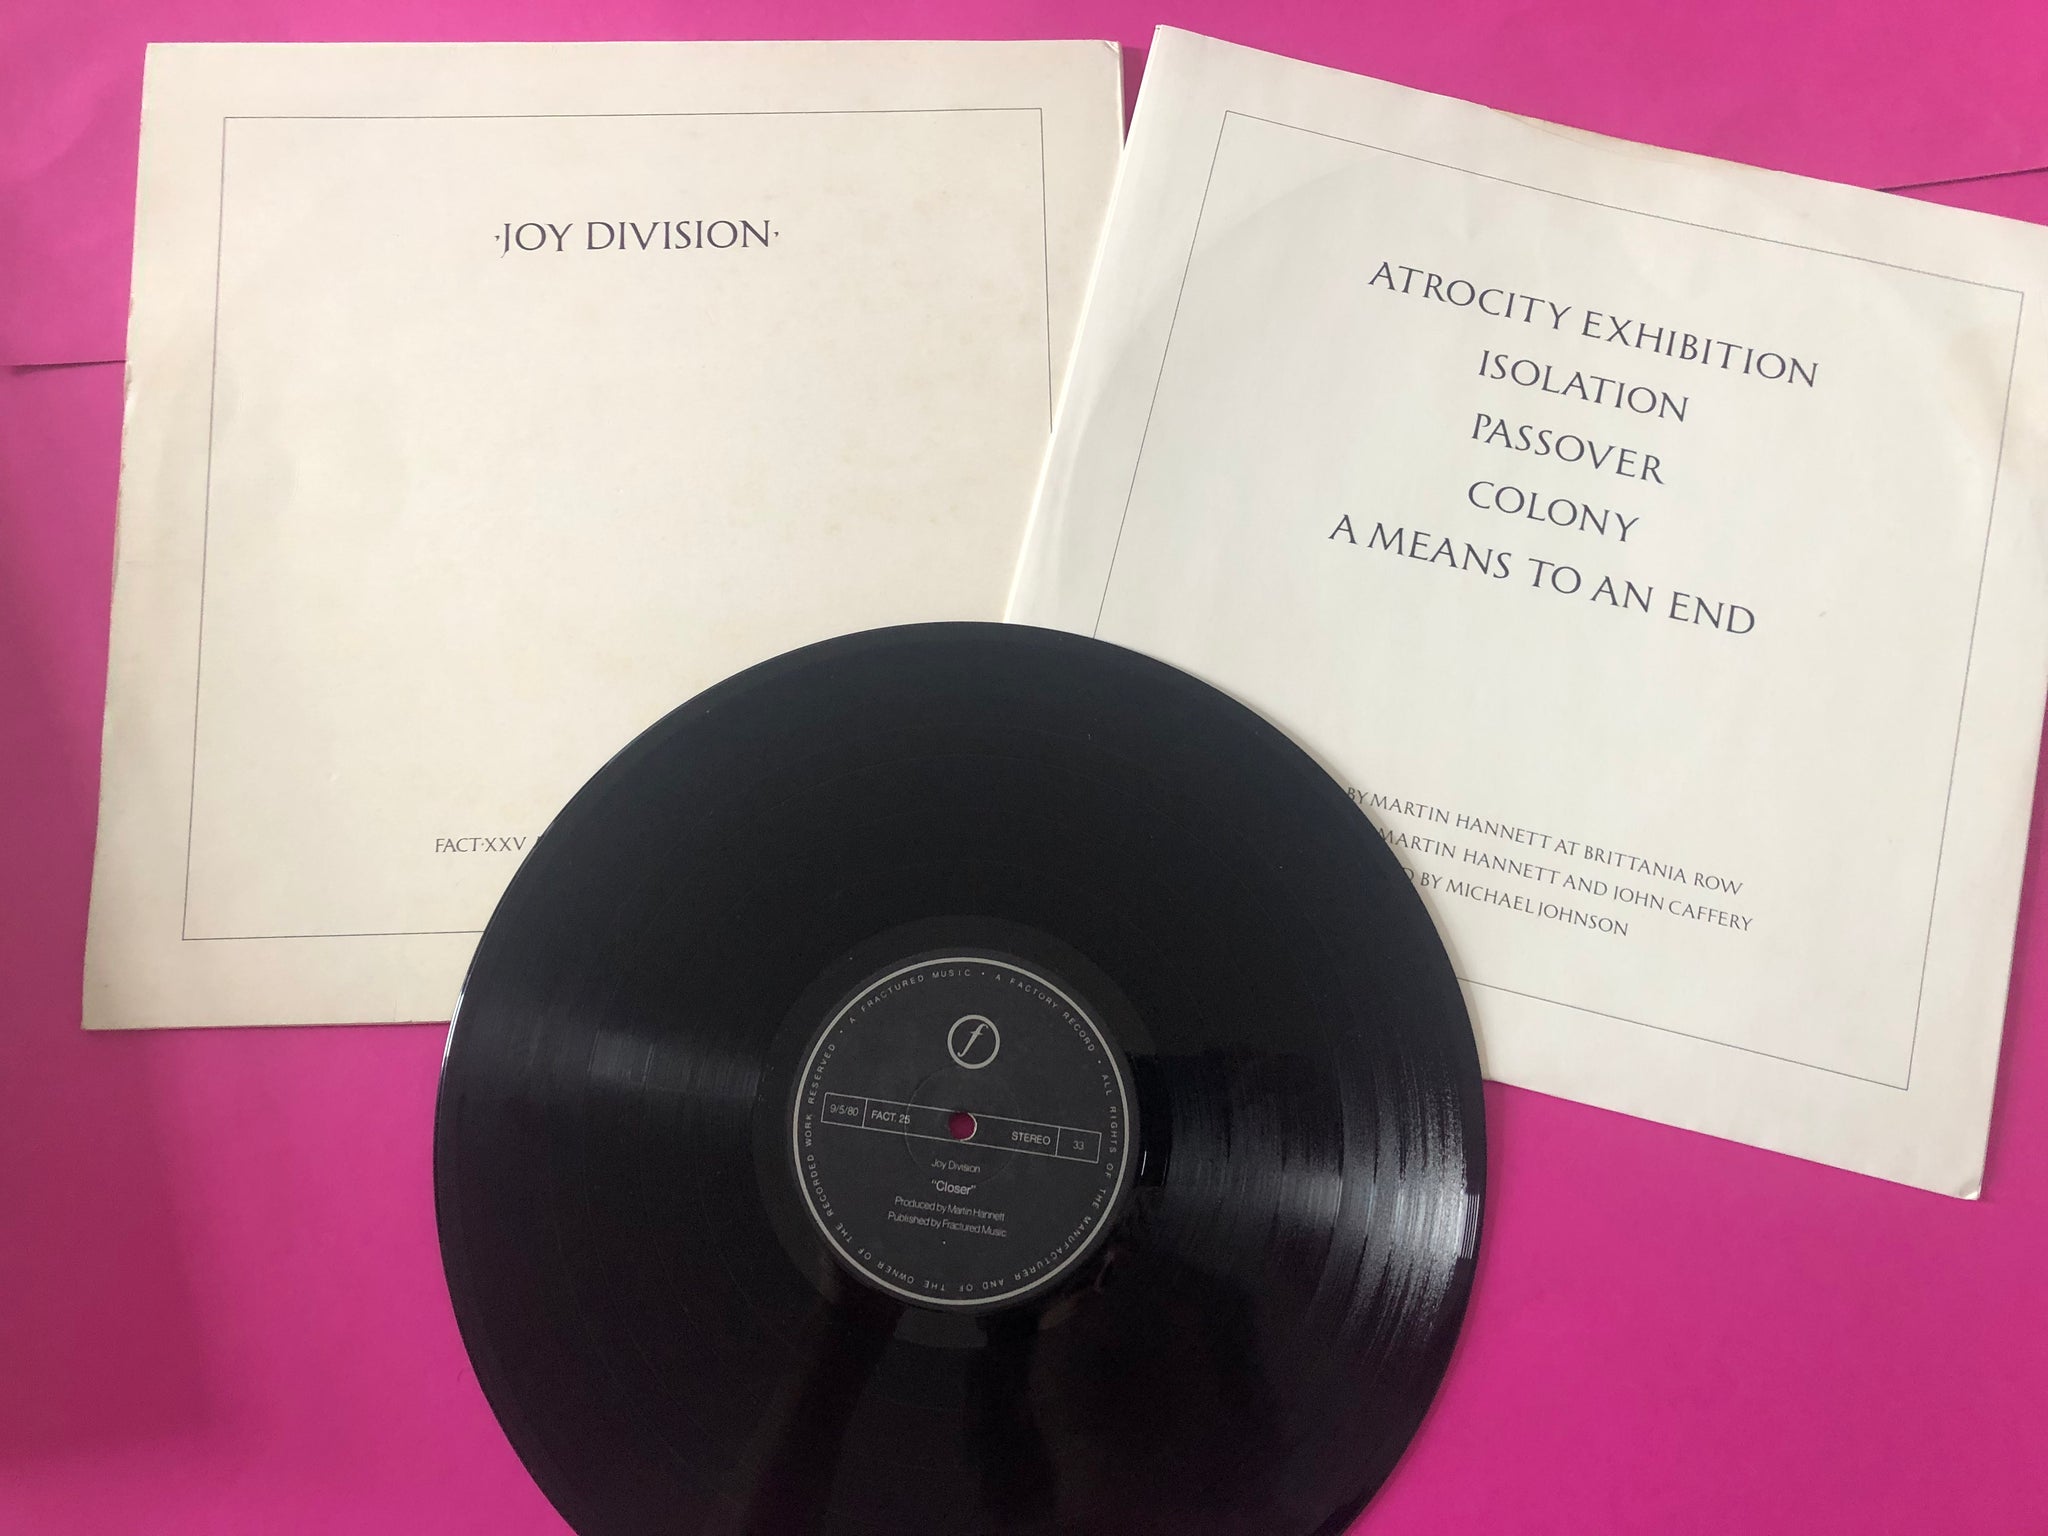 ·JOY DIVISION·
FACT·XXV
ATROCITY EXHIBITION
ISOLATION
PASSOVER
COLONY
A MEANS TO AN END
BY MARTIN HANNETT AT BRITTANIA ROW
MARTIN HANNETT AND JOHN CAFFERY
BY MICHAEL JOHNSON
· A FRACTURED MUSIC · A FACTORY RECORD · ALL RIGHTS OF THE MANUFACTURER AND OF THE OWNER OF THE RECORDED WORK RESERVED
f
9/5/80 FACT. 25 STEREO 33
Joy Division
"Closer"
Produced by Martin Hannett
Published by Fractured Music